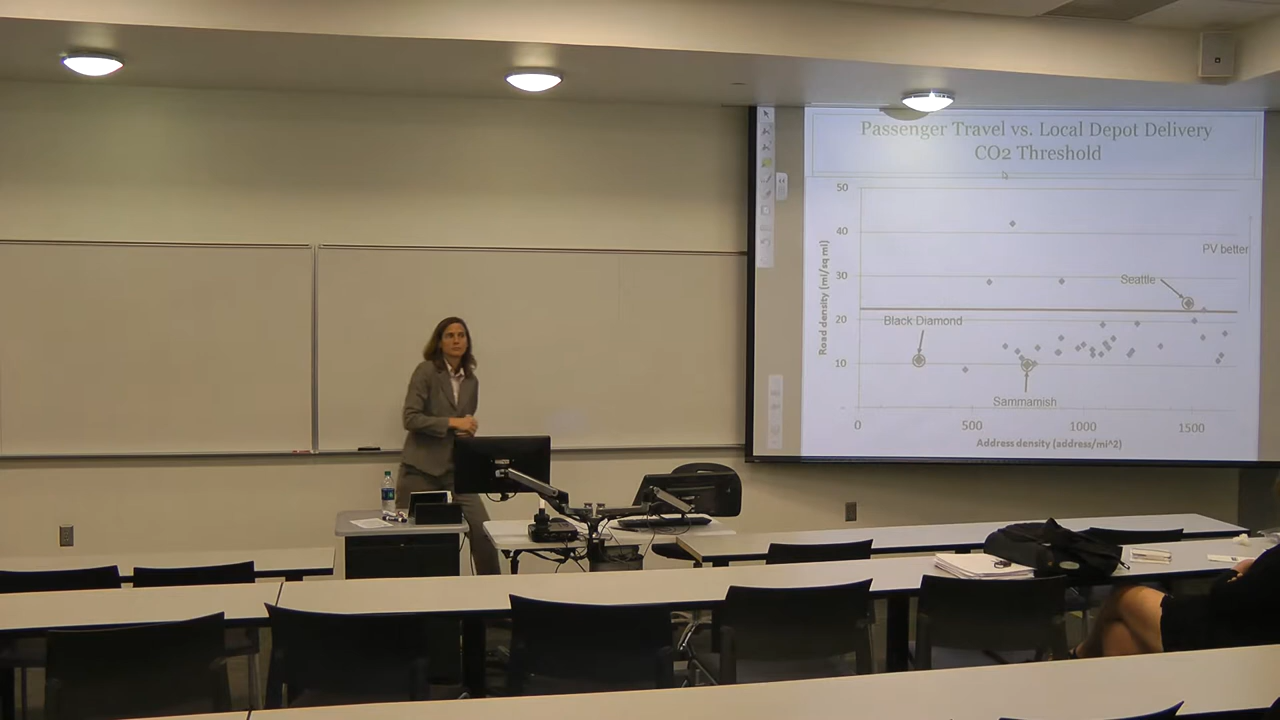 Passenger Travel vs. Local Depot Delivery
CO2 Threshold
50
40
30
20
10
-
Road density (mi/sq mi)
PV better
Seattle
Black Diamond
Sammamish
0
500
1000
1500
Address density (address/mi^2)